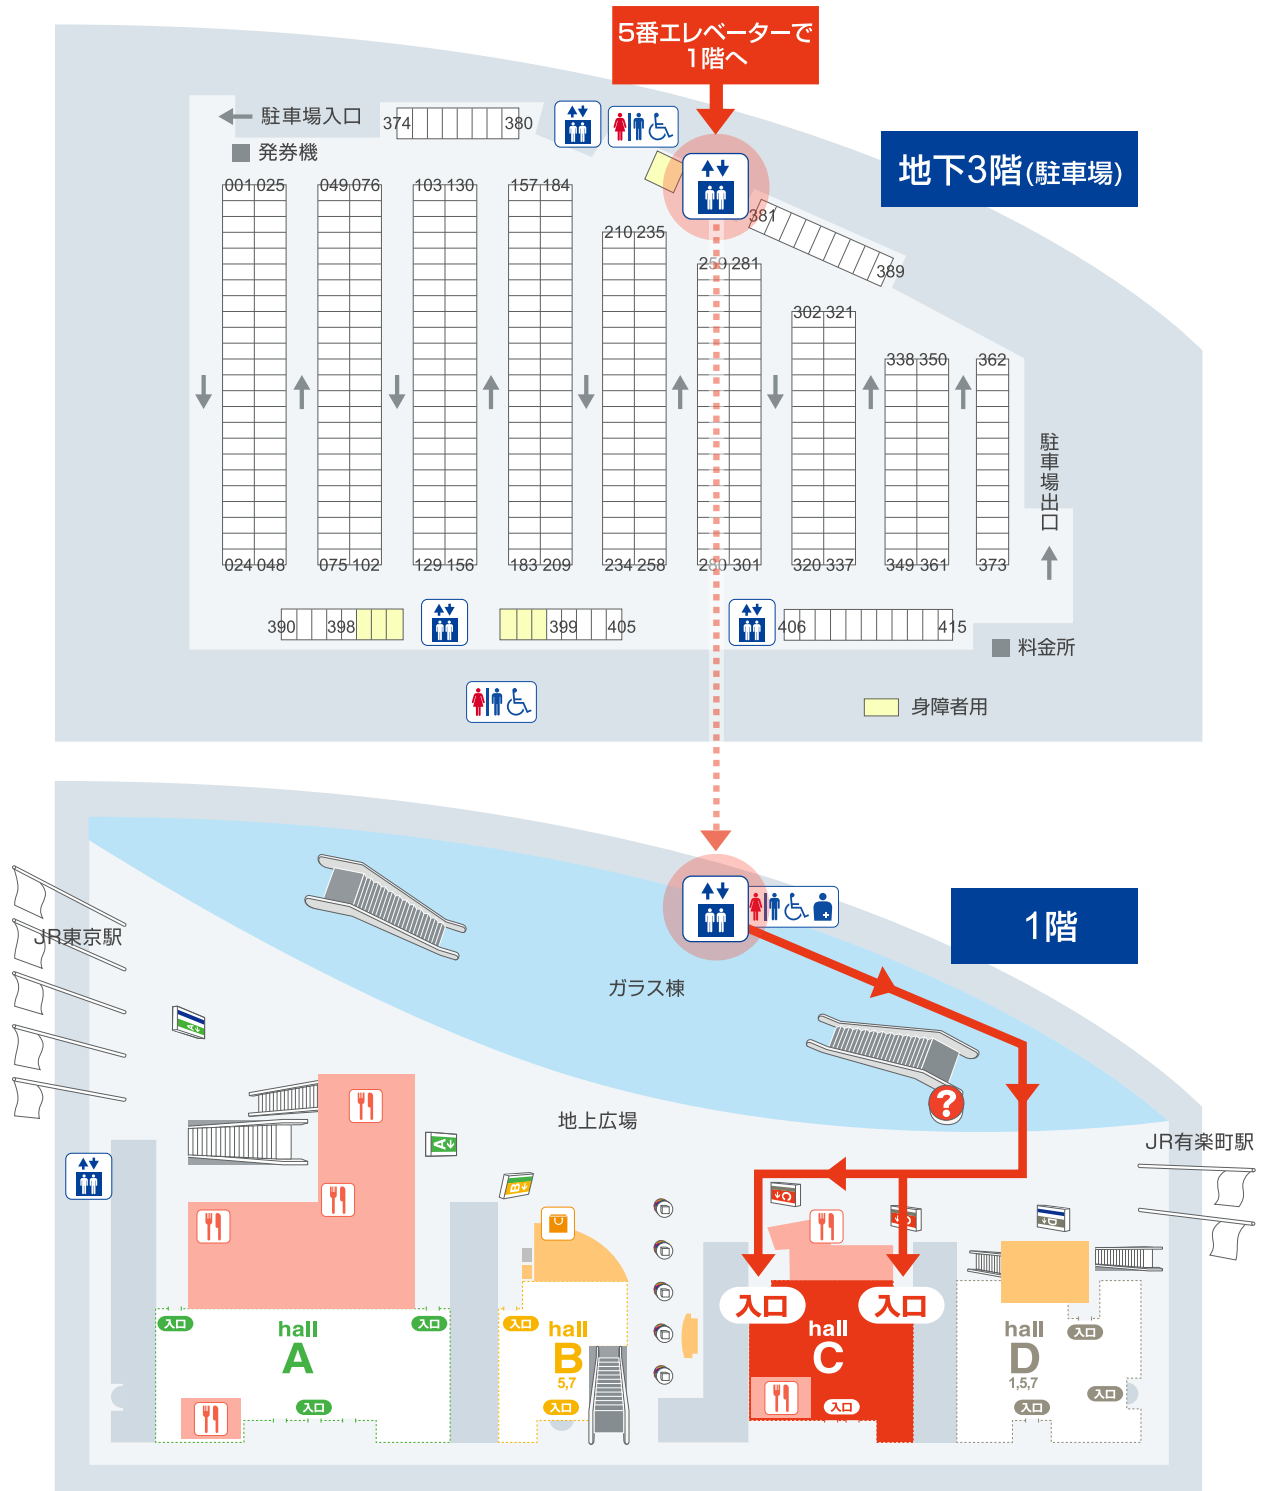 5番エレベーターで
1階へ
駐車場入口
発券機
374 380
地下3階(駐車場)
001 025 049 076 103 130 157 184
381
210 235
259 281
389
302 321
338 350 362
駐車場出口
024 048 075 102 129 156 183 209 234 258 280 301 320 337 349 361 373
390 398 399 405 406 415
料金所
身障者用
1階
JR東京駅
ガラス棟
A
?
地上広場
JR有楽町駅
A
B
C
C
D
入口 入口
入口 入口 入口 入口
hall
A
hall
B
5,7
hall
C
hall
D
1,5,7
入口
入口 入口 入口 入口